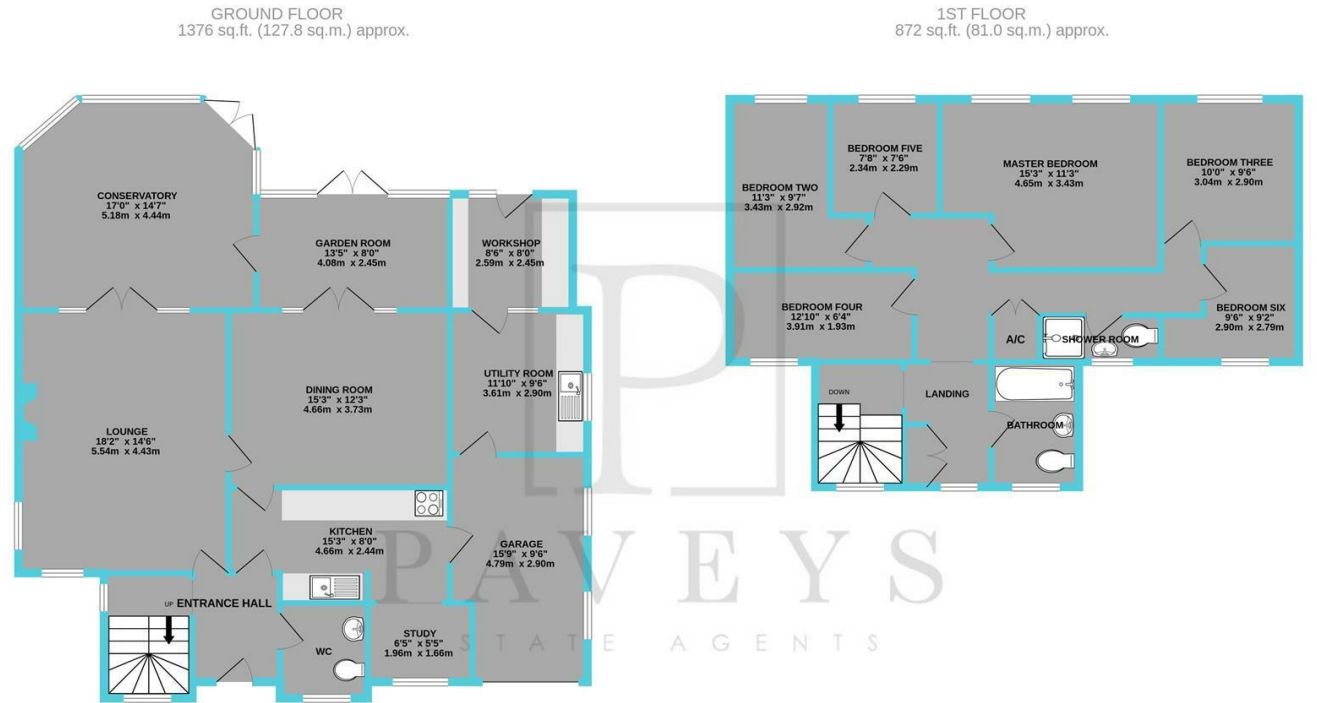 GROUND FLOOR
1376 sq.ft. (127.8 sq.m.) approx.
1ST FLOOR
872 sq.ft. (81.0 sq.m.) approx.
CONSERVATORY
17'0" x 14'7"
5.18m x 4.44m
GARDEN ROOM
13'5" x 8'0"
4.08m x 2.45m
WORKSHOP
8'6" x 8'0"
2.59m x 2.45m
LOUNGE
18'2" x 14'6"
5.54m x 4.43m
DINING ROOM
15'3" x 12'3"
4.66m x 3.73m
UTILITY ROOM
11'10" x 9'6"
3.61m x 2.90m
KITCHEN
15'3" x 8'0"
4.66m x 2.44m
GARAGE
15'9" x 9'6"
4.79m x 2.90m
UP
ENTRANCE HALL
WC
STUDY
6'5" x 5'5"
1.96m x 1.66m
BEDROOM TWO
11'3" x 9'7"
3.43m x 2.92m
BEDROOM FIVE
7'8" x 7'6"
2.34m x 2.29m
MASTER BEDROOM
15'3" x 11'3"
4.65m x 3.43m
BEDROOM THREE
10'0" x 9'6"
3.04m x 2.90m
BEDROOM FOUR
12'10" x 6'4"
3.91m x 1.93m
BEDROOM SIX
9'6" x 9'2"
2.90m x 2.79m
A/C
SHOWER ROOM
DOWN
LANDING
BATHROOM
P
PAVEYS
ESTATE AGENTS